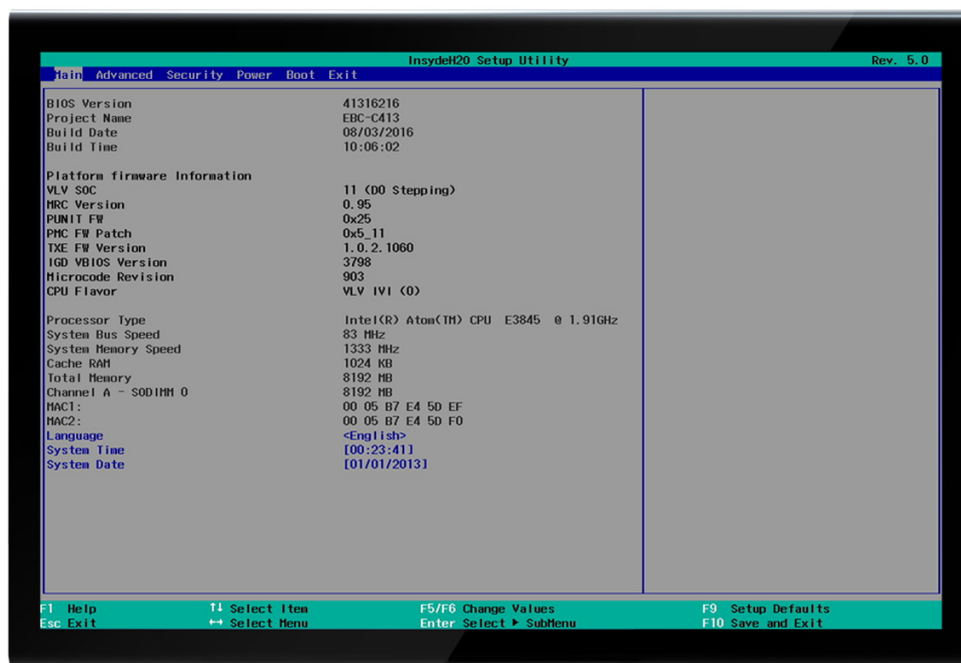 InsydeH20 Setup Utility Rev. 5.0
Main Advanced Security Power Boot Exit
BIOS Version 41316216
Project Name EBC-C413
Build Date 08/03/2016
Build Time 10:06:02
Platform firmware Information
VLV SOC 11 (D0 Stepping)
MRC Version 0.95
PUNIT FW 0x25
PMC FW Patch 0x5_11
TXE FW Version 1.0.2.1060
IGD VBIOS Version 3798
Microcode Revision 903
CPU Flavor VLV IVI (0)
Processor Type Intel(R) Atom(TM) CPU E3845 @ 1.91GHz
System Bus Speed 83 MHz
System Memory Speed 1333 MHz
Cache RAM 1024 KB
Total Memory 8192 MB
Channel A - SODIMM 0 8192 MB
MAC1: 00 05 B7 E4 5D EF
MAC2: 00 05 B7 E4 5D F0
Language <English>
System Time [00:23:41]
System Date [01/01/2013]
F1 Help ↑↓ Select Item F5/F6 Change Values F9 Setup Defaults
Esc Exit ↔ Select Menu Enter Select ▶ SubMenu F10 Save and Exit